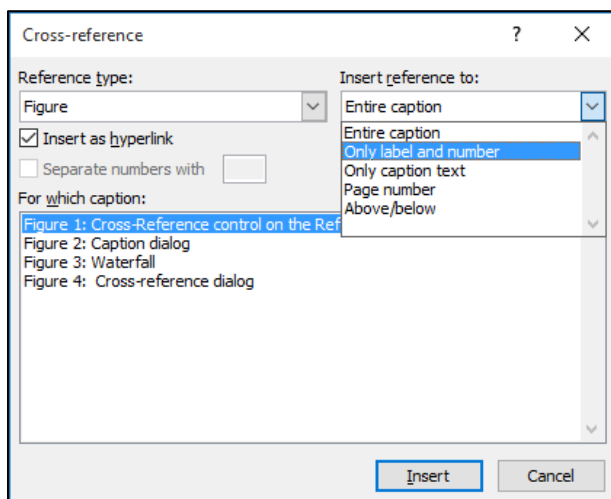 Cross-reference
Reference type:
Insert reference to:
Figure
Entire caption
Insert as hyperlink
Entire caption
Only label and number
Only caption text
Page number
Above/below
Separate numbers with
For which caption:
Figure 1: Cross-Reference control on the Ref
Figure 2: Caption dialog
Figure 3: Waterfall
Figure 4:  Cross-reference dialog
Insert
Cancel